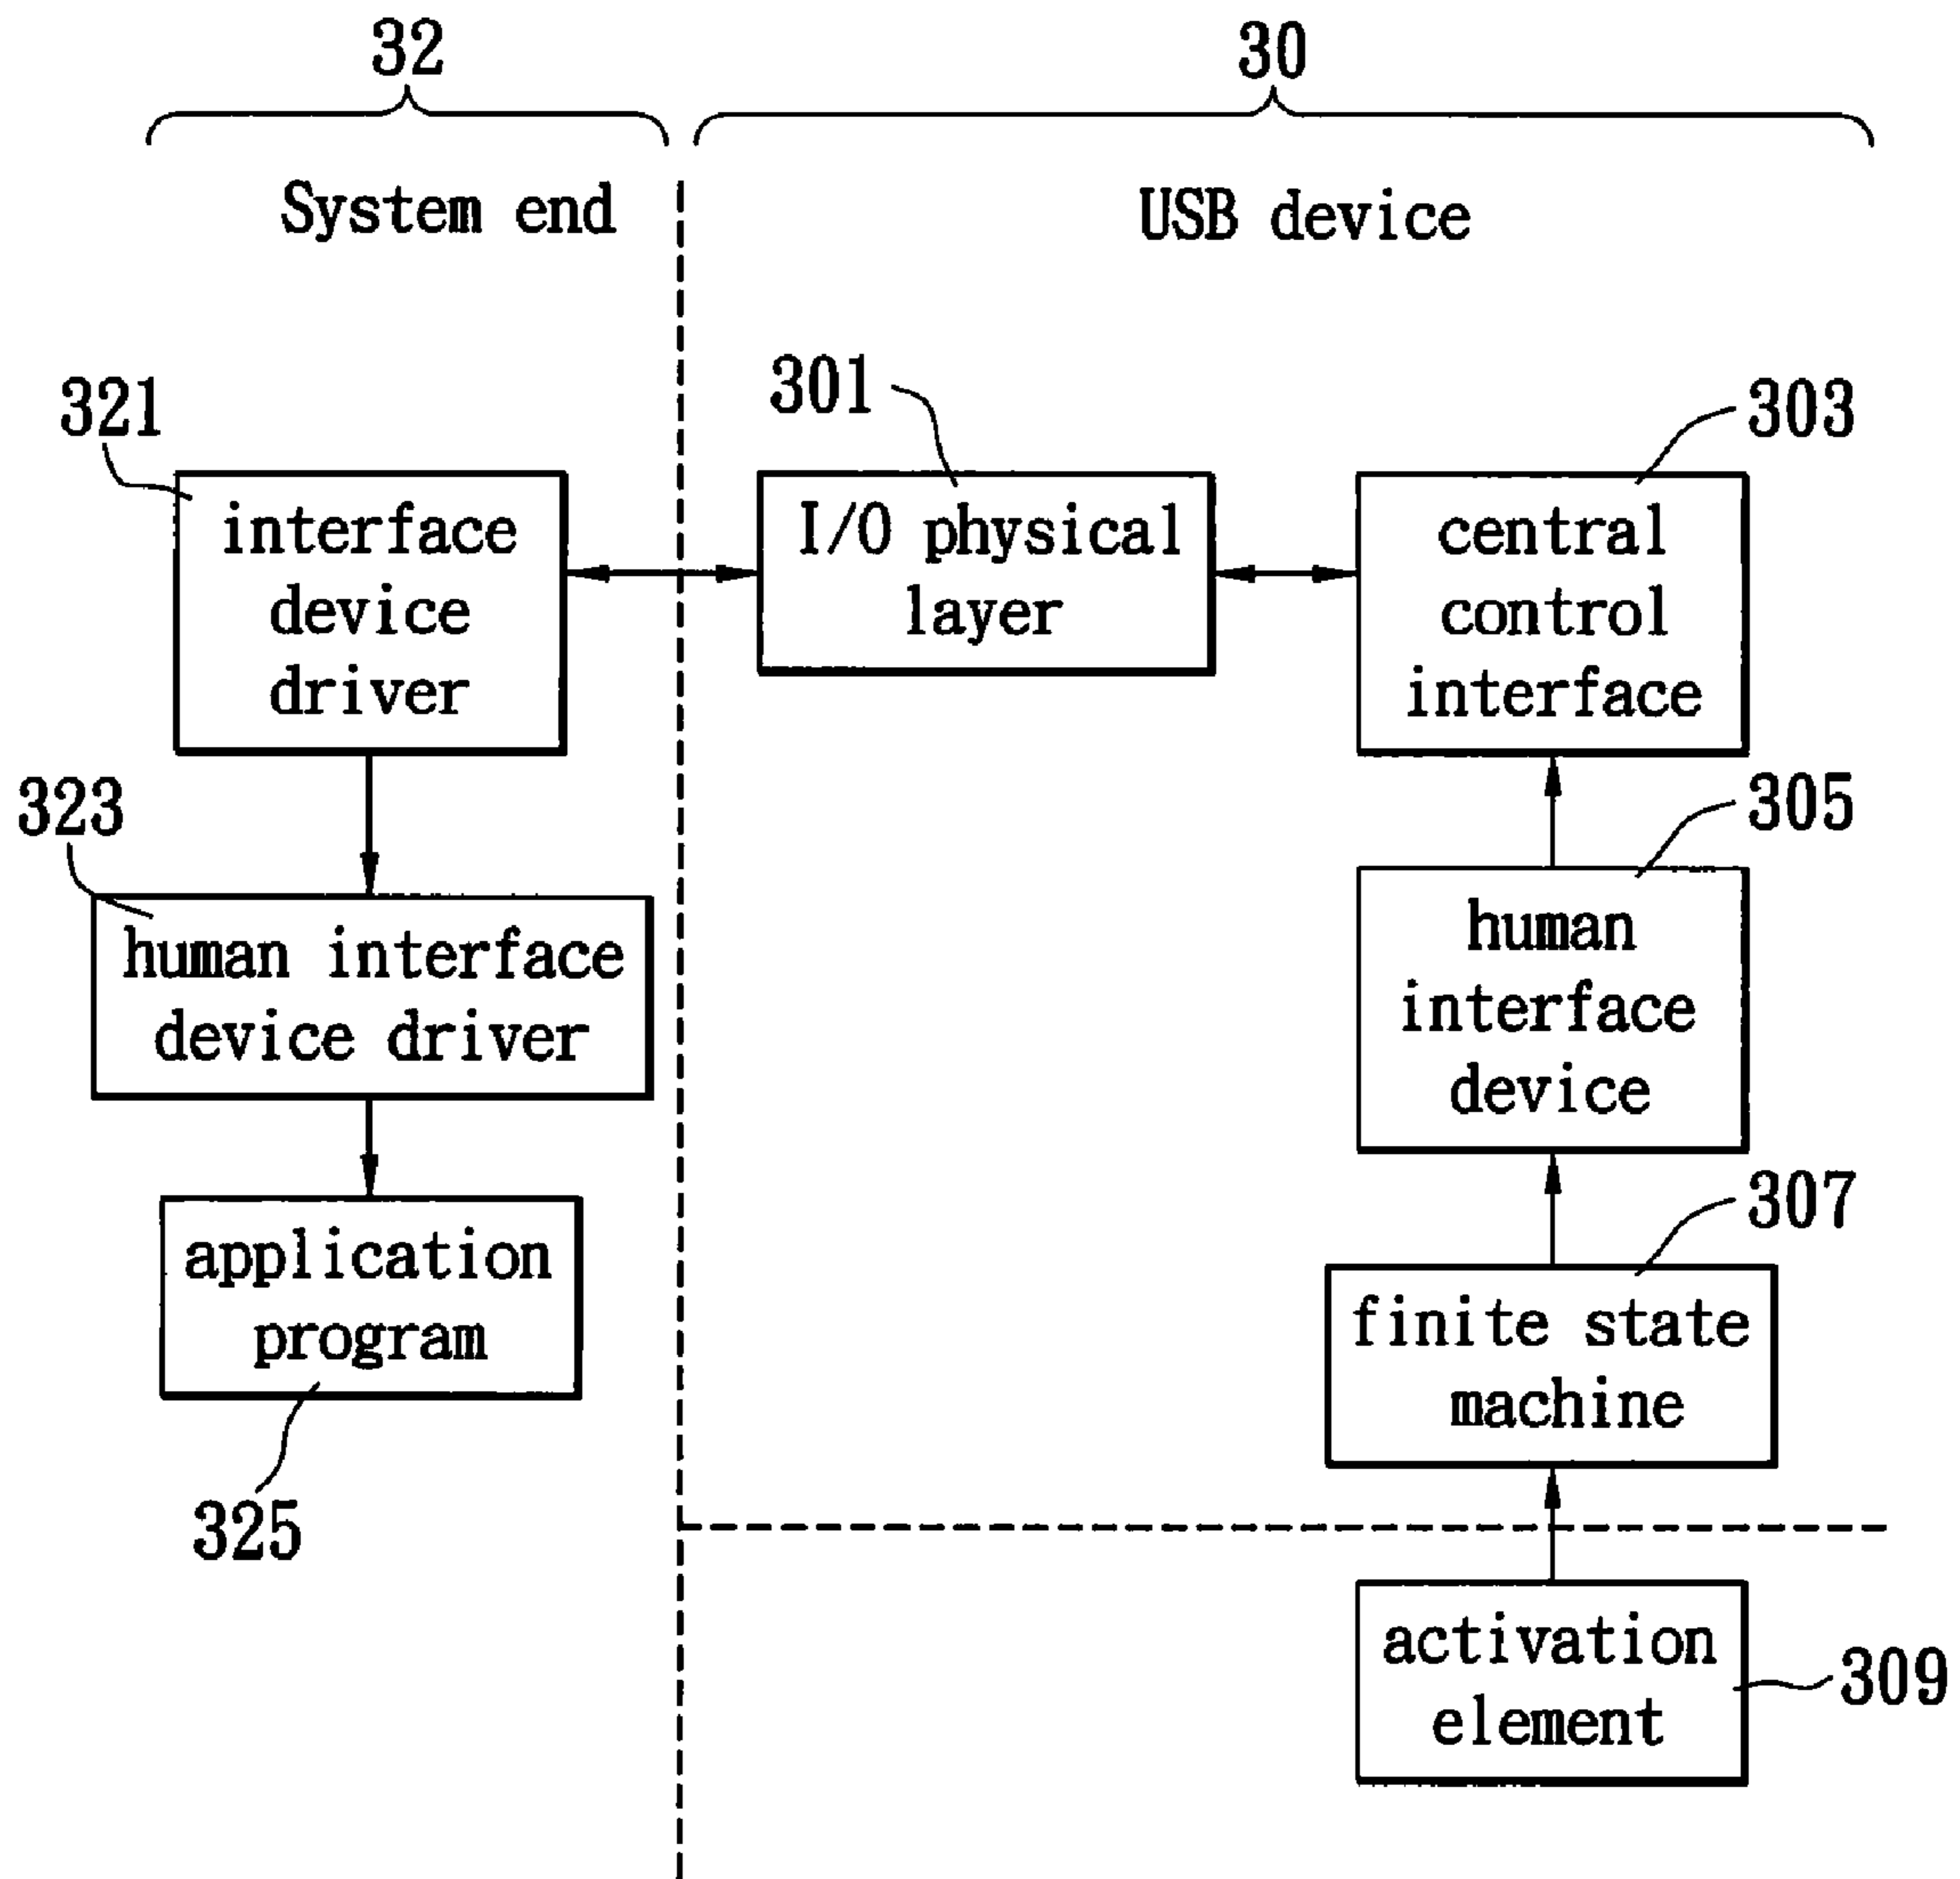 32
30
System end
USB device
321
301
303
interface
device
driver
I/O physical
layer
central
control
interface
323
305
human interface
device driver
human
interface
device
307
application
program
finite state
machine
325
activation
element
309